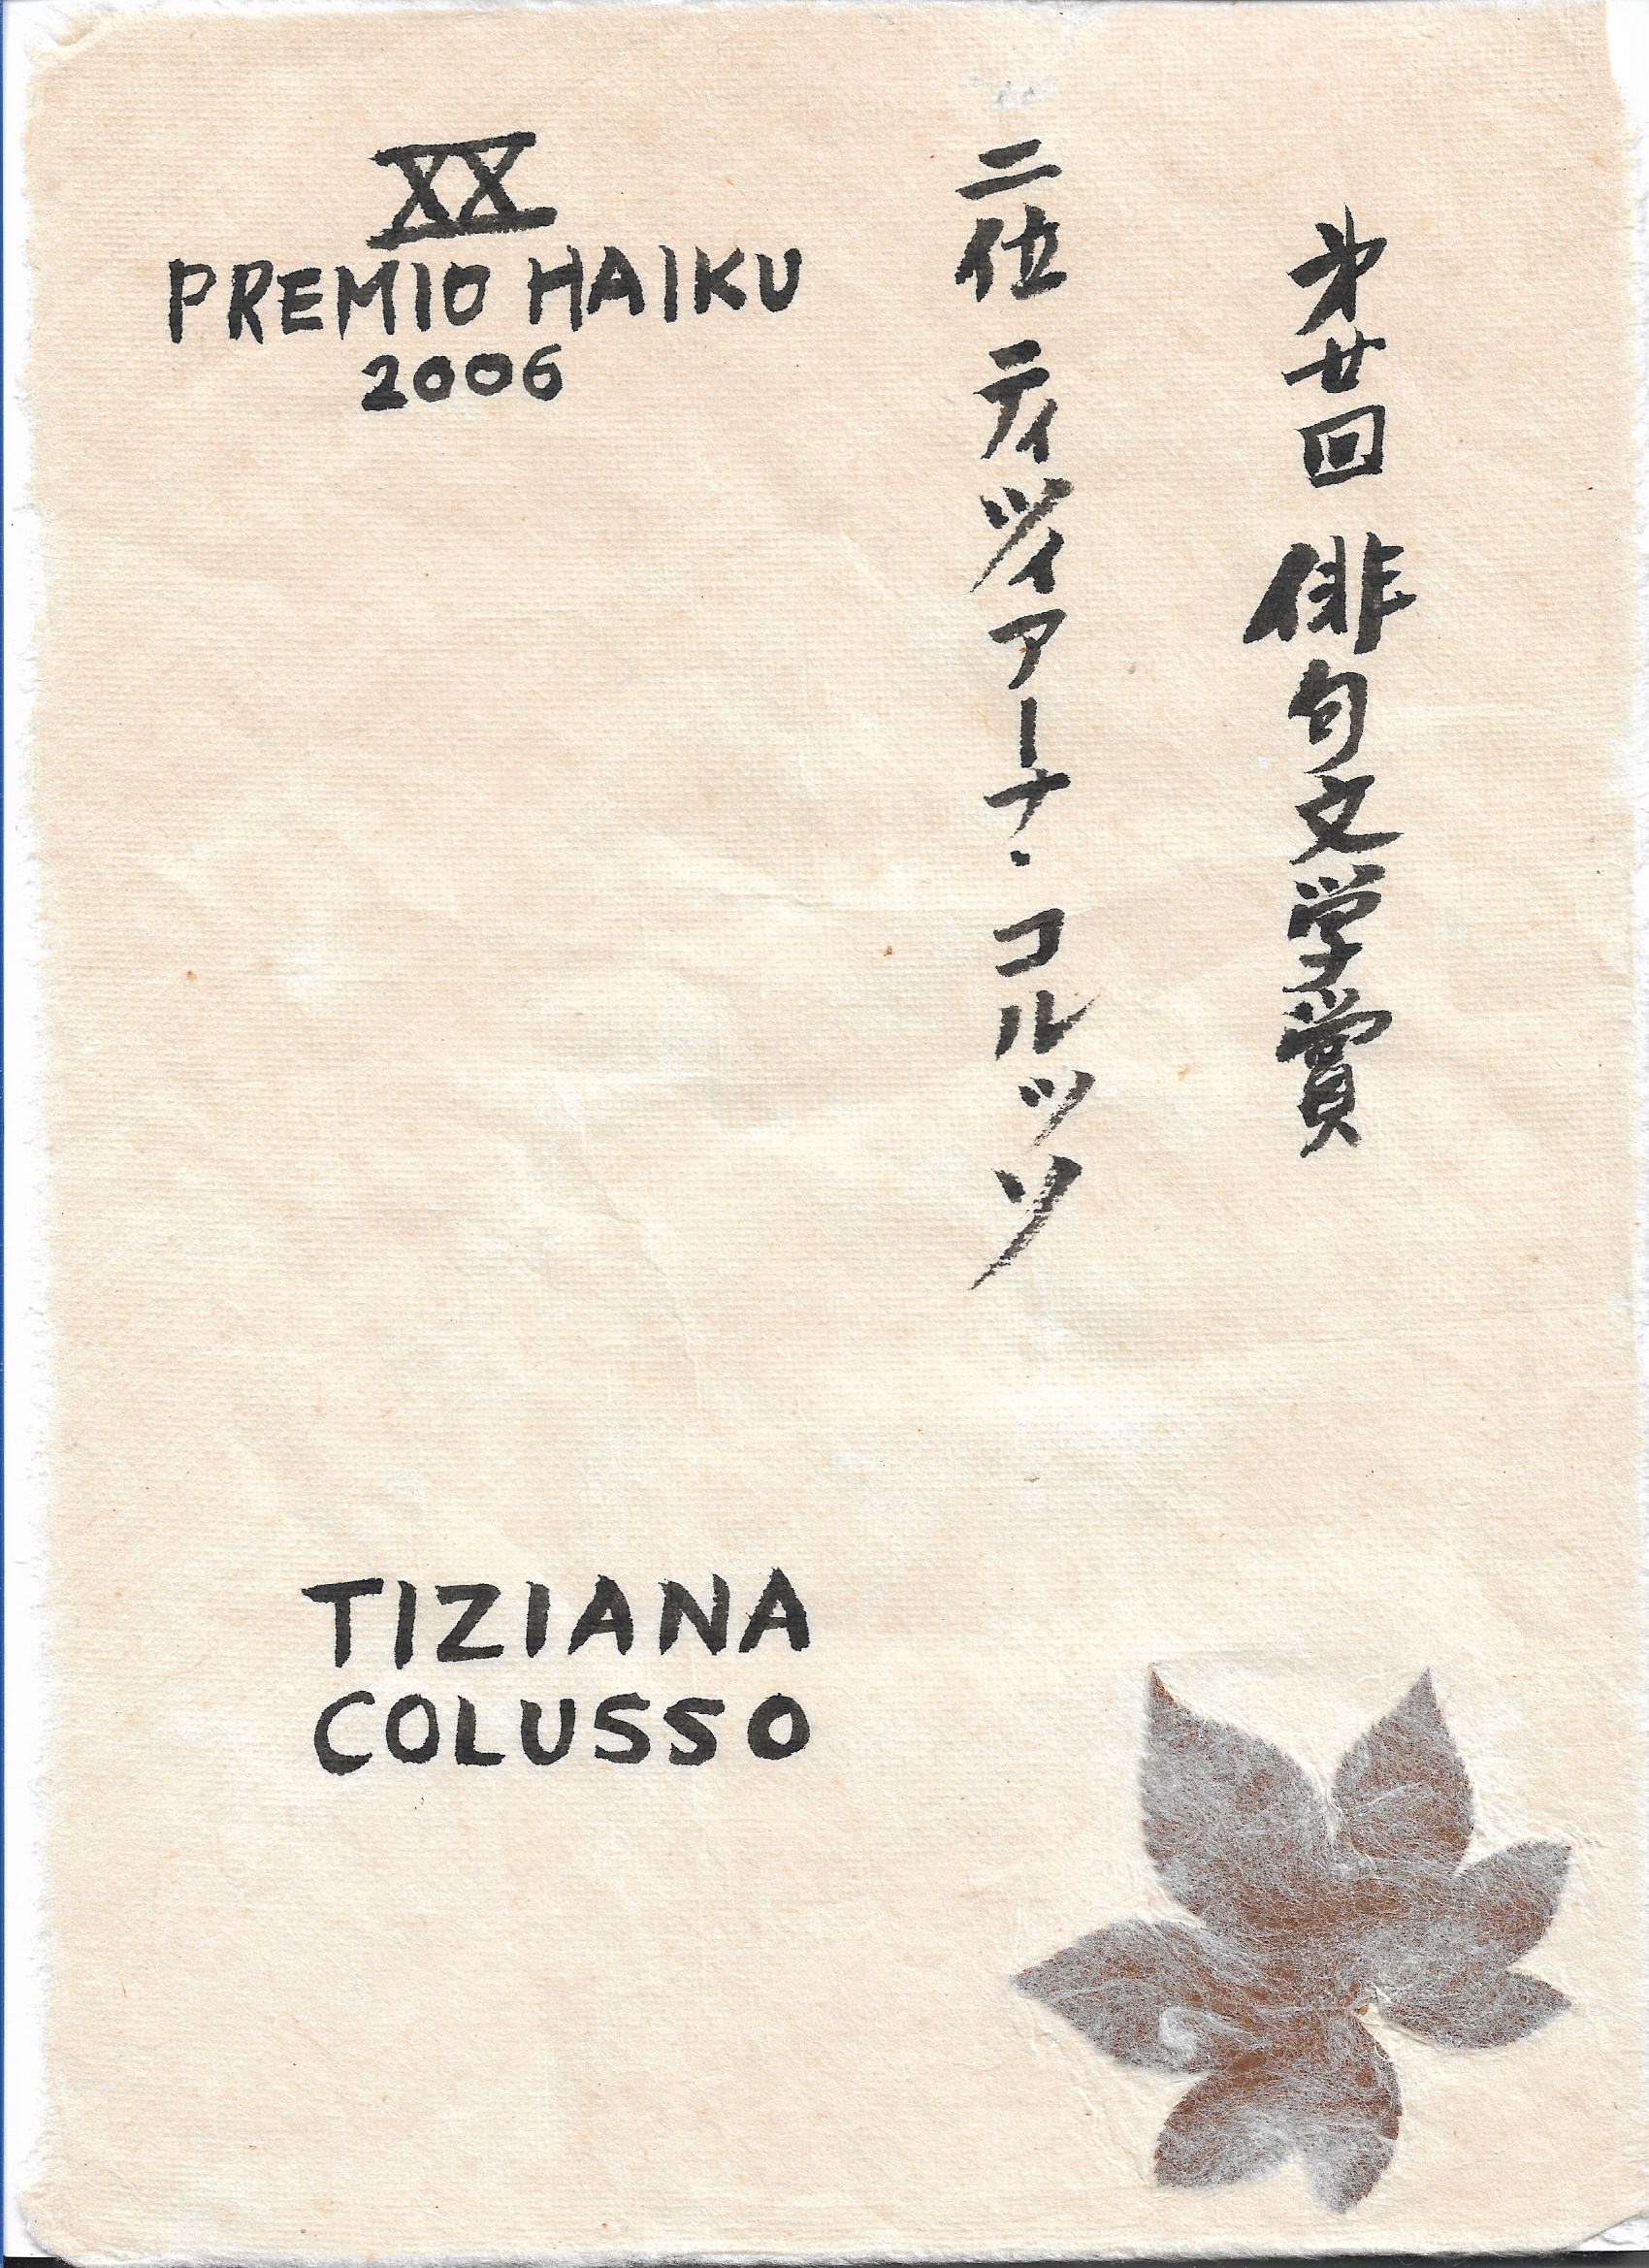 第廿回 俳句文学賞
二位 ティツィアーナ・コルッソ
XX
PREMIO HAIKU
2006
TIZIANA
COLUSSO